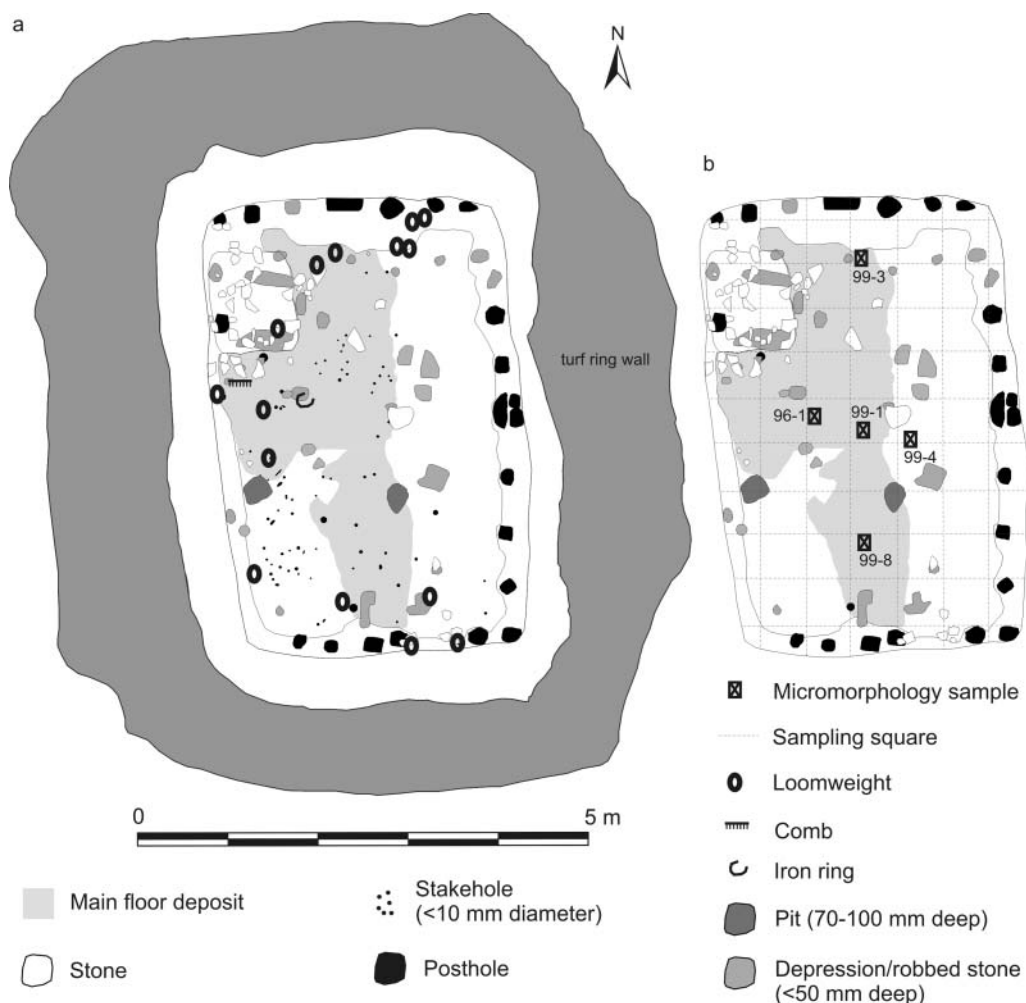 a
N
b
turf ring wall
99-3
96-1
99-1
99-4
99-8
0
5 m
Main floor deposit
Stone
Stakehole
(<10 mm diameter)
Posthole
Micromorphology sample
Sampling square
Loomweight
Comb
Iron ring
Pit (70-100 mm deep)
Depression/robbed stone
(<50 mm deep)